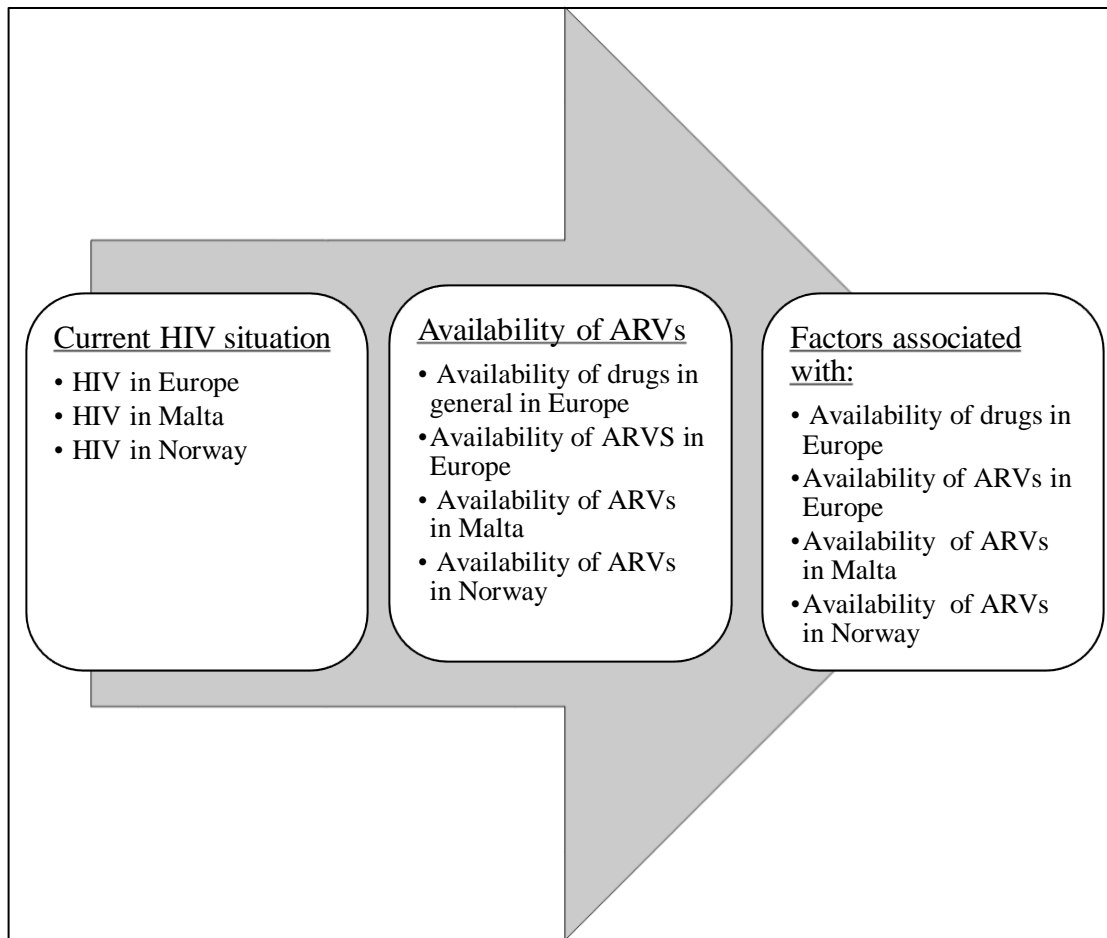 Current HIV situation
• HIV in Europe
• HIV in Malta
• HIV in Norway
Availability of ARVs
• Availability of drugs in
general in Europe
•Availability of ARVS in
Europe
• Availability of ARVs
in Malta
• Availability of ARVs
in Norway
Factors associated
with:
• Availability of drugs in
Europe
•Availability of ARVs in
Europe
•Availability of ARVs
in Malta
•Availability of ARVs
in Norway